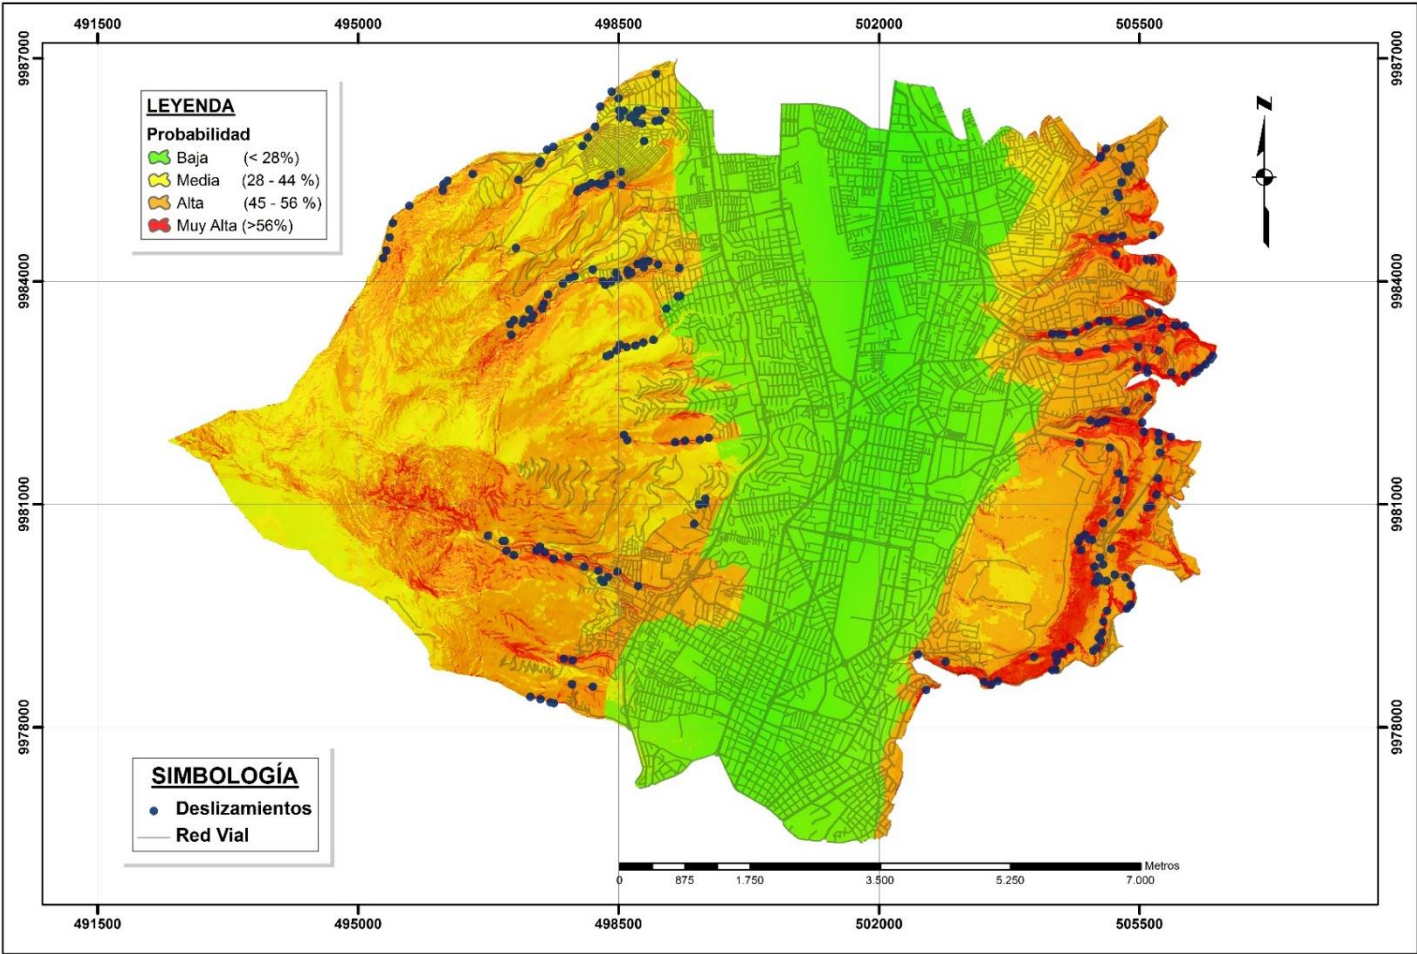 491500 495000 498500 502000 505500
9987000 9987000
LEYENDA
Probabilidad
Baja (< 28%)
Media (28 - 44 %)
Alta (45 - 56 %)
Muy Alta (>56%)
N
9984000 9984000
9981000 9981000
9978000 9978000
SIMBOLOGÍA
Deslizamientos
Red Vial
Metros
0 875 1.750 3.500 5.250 7.000
491500 495000 498500 502000 505500